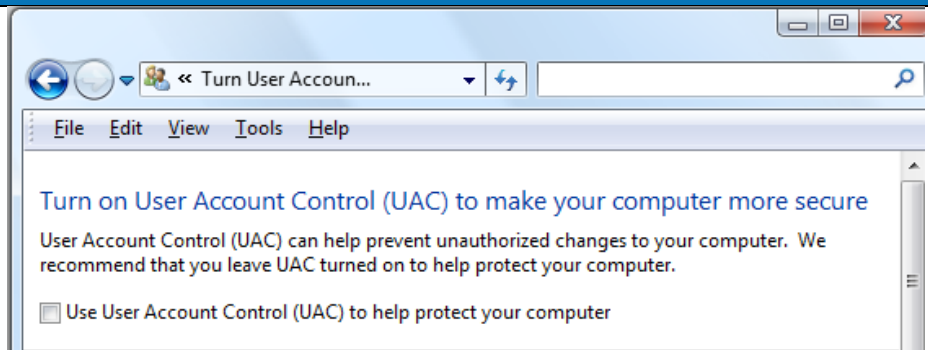 « Turn User Accoun...
File Edit View Tools Help
Turn on User Account Control (UAC) to make your computer more secure
User Account Control (UAC) can help prevent unauthorized changes to your computer. We
recommend that you leave UAC turned on to help protect your computer.
Use User Account Control (UAC) to help protect your computer